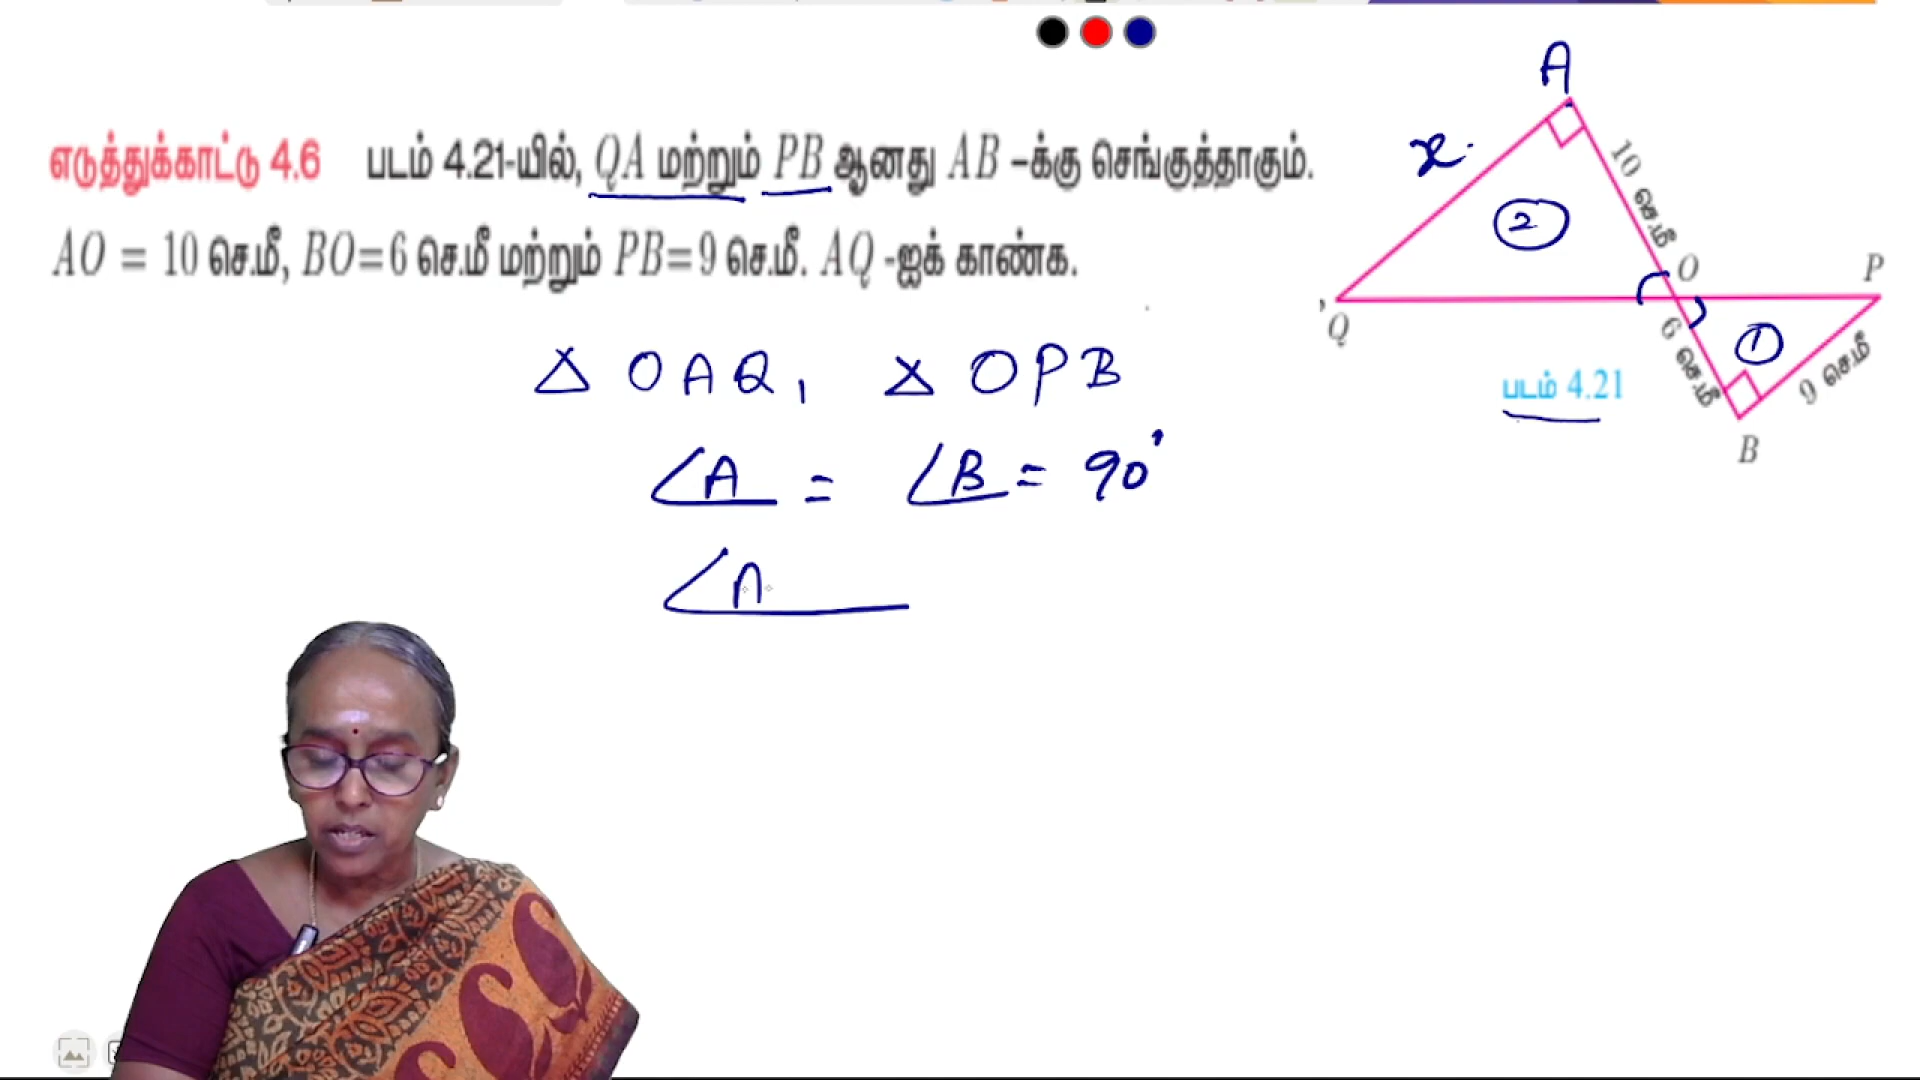 எடுத்துக்காட்டு 4.6 படம் 4.21-யில், QA மற்றும் PB ஆனது AB –க்கு செங்குத்தாகும்.
AO = 10 செ.மீ, BO=6 செ.மீ மற்றும் PB=9 செ.மீ. AQ -ஐக் காண்க.
A
x
10 செ.மீ
2
O
P
Q
6 செ.மீ
1
9 செ.மீ
படம் 4.21
B
△ OAQ, △ OPB
∠A = ∠B = 90°
∠A